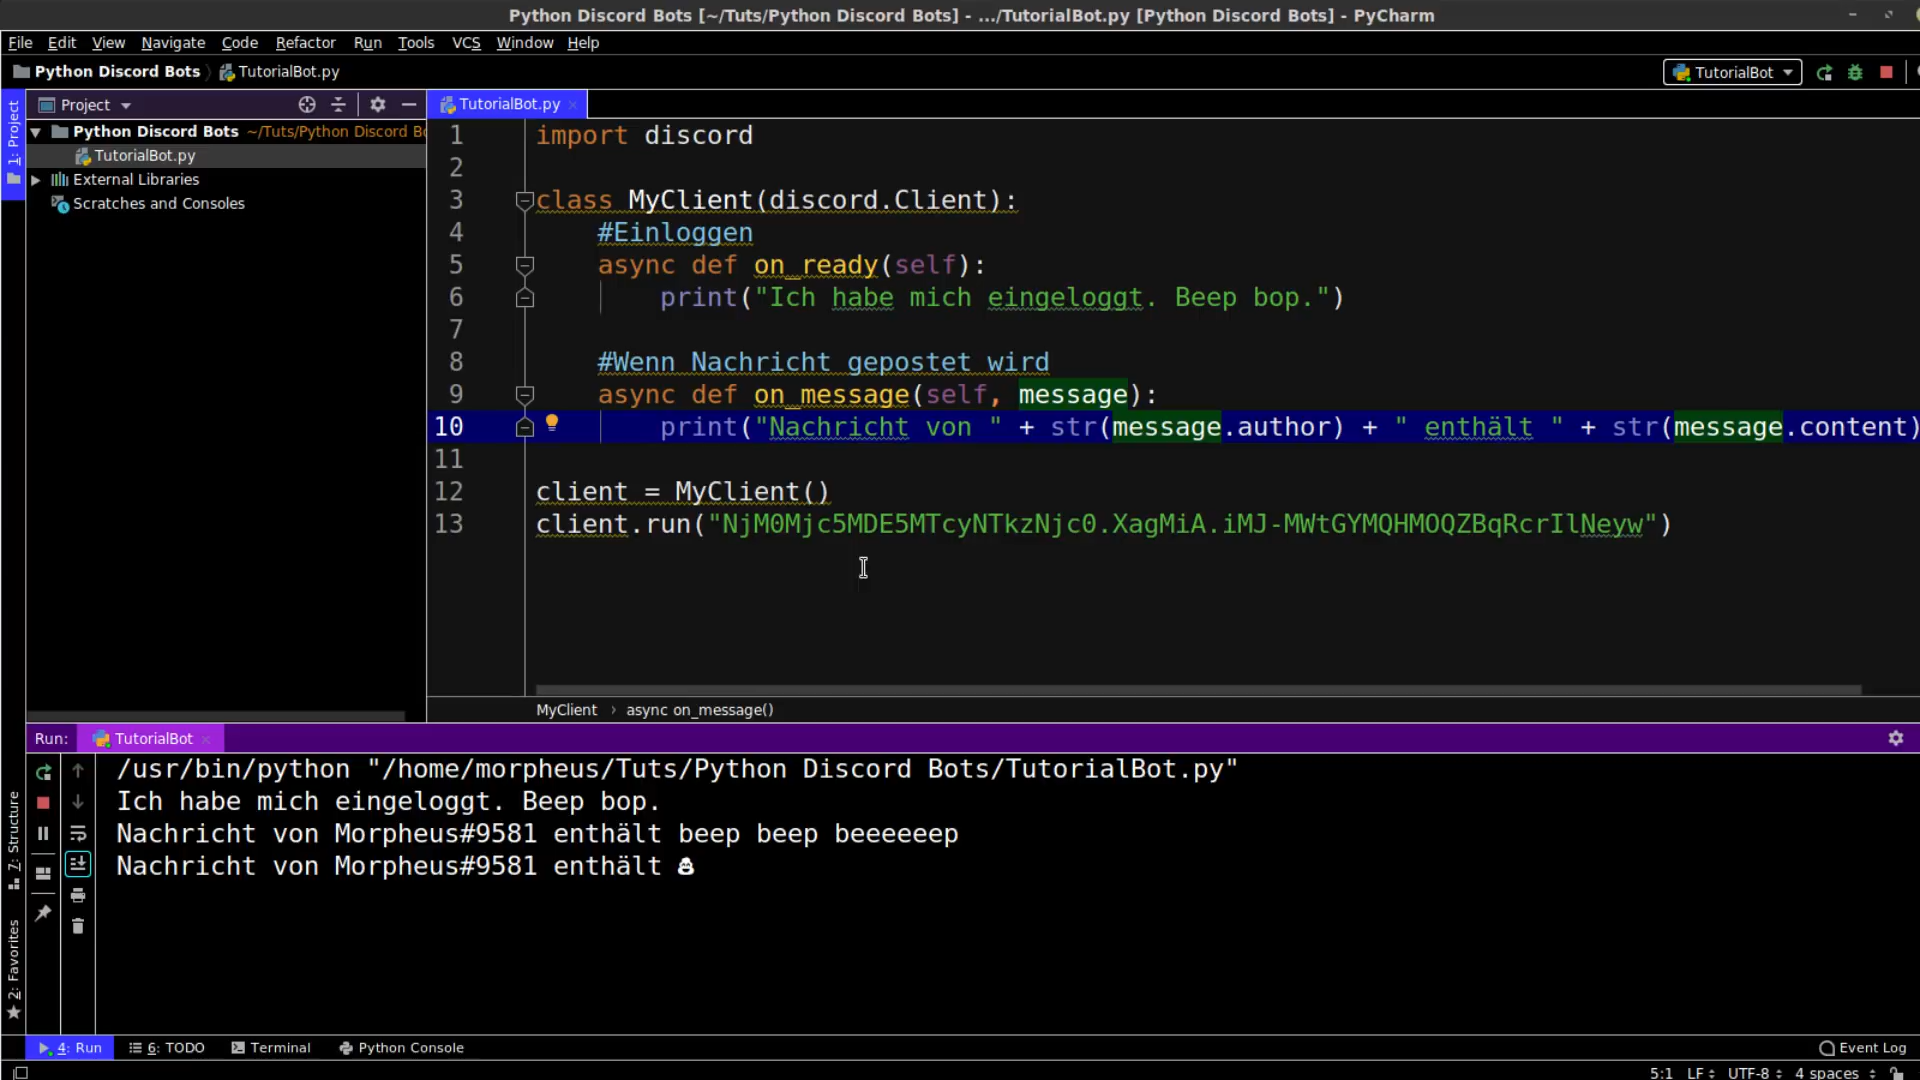 Python Discord Bots [~/Tuts/Python Discord Bots] - .../TutorialBot.py [Python Discord Bots] - PyCharm
File Edit View Navigate Code Refactor Run Tools VCS Window Help
Python Discord Bots TutorialBot.py TutorialBot
1: Project
Project
Python Discord Bots ~/Tuts/Python Discord Bo
TutorialBot.py
External Libraries
Scratches and Consoles
TutorialBot.py
1 import discord
2
3 class MyClient(discord.Client):
4 #Einloggen
5 async def on_ready(self):
6 print("Ich habe mich eingeloggt. Beep bop.")
7
8 #Wenn Nachricht gepostet wird
9 async def on_message(self, message):
10 print("Nachricht von " + str(message.author) + " enthält " + str(message.content)
11
12 client = MyClient()
13 client.run("NjM0Mjc5MDE5MTcyNTkzNjc0.XagMiA.iMJ-MWtGYMQHMOQZBqRcrIlNeyw")
MyClient › async on_message()
Run: TutorialBot
/usr/bin/python "/home/morpheus/Tuts/Python Discord Bots/TutorialBot.py"
Ich habe mich eingeloggt. Beep bop.
Nachricht von Morpheus#9581 enthält beep beep beeeeeep
Nachricht von Morpheus#9581 enthält 💩
7: Structure
2: Favorites
4: Run 6: TODO Terminal Python Console Event Log
5:1 LF UTF-8 4 spaces